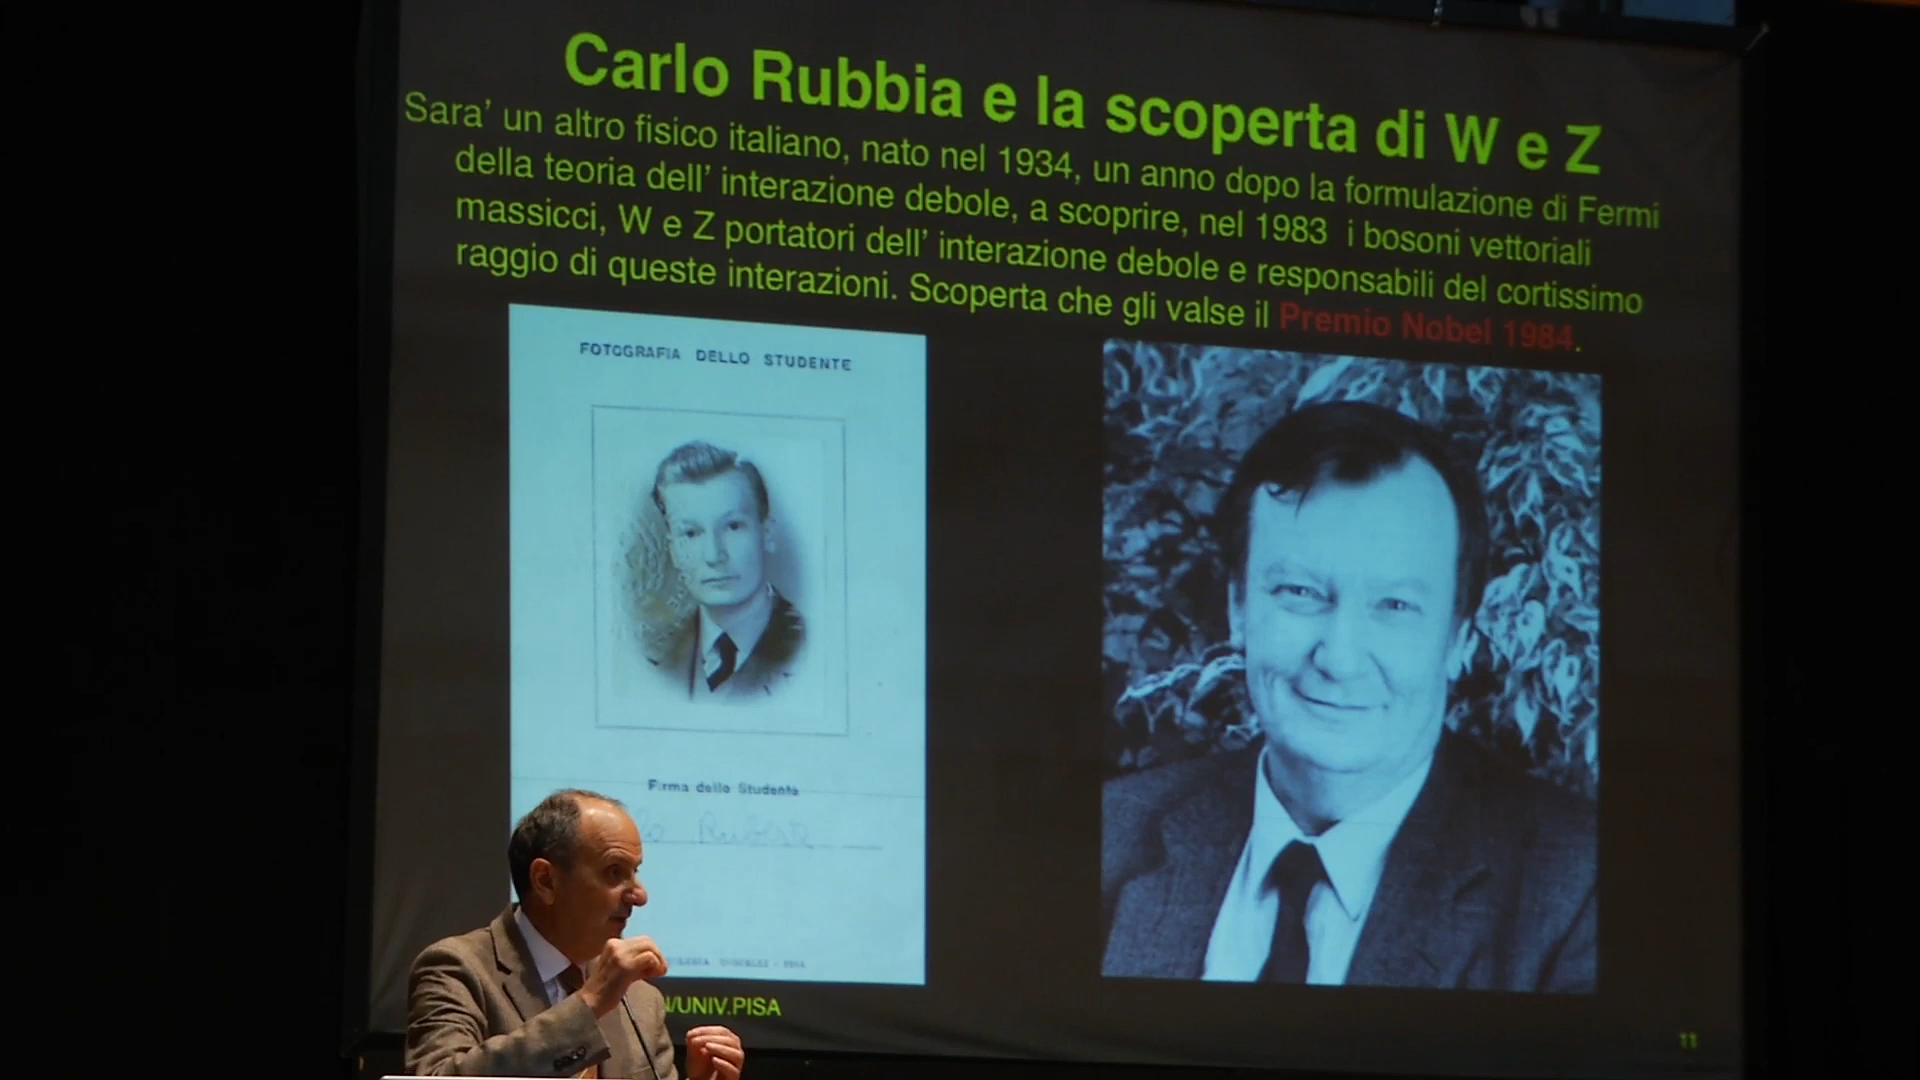 Carlo Rubbia e la scoperta di W e Z
Sara’ un altro fisico italiano, nato nel 1934, un anno dopo la formulazione di Fermi
della teoria dell’ interazione debole, a scoprire, nel 1983 i bosoni vettoriali
massicci, W e Z portatori dell’ interazione debole e responsabili del cortissimo
raggio di queste interazioni. Scoperta che gli valse il Premio Nobel 1984.
FOTOGRAFIA DELLO STUDENTE
Firma dello Studente
Rubbia
PISA
/UNIV.PISA
11